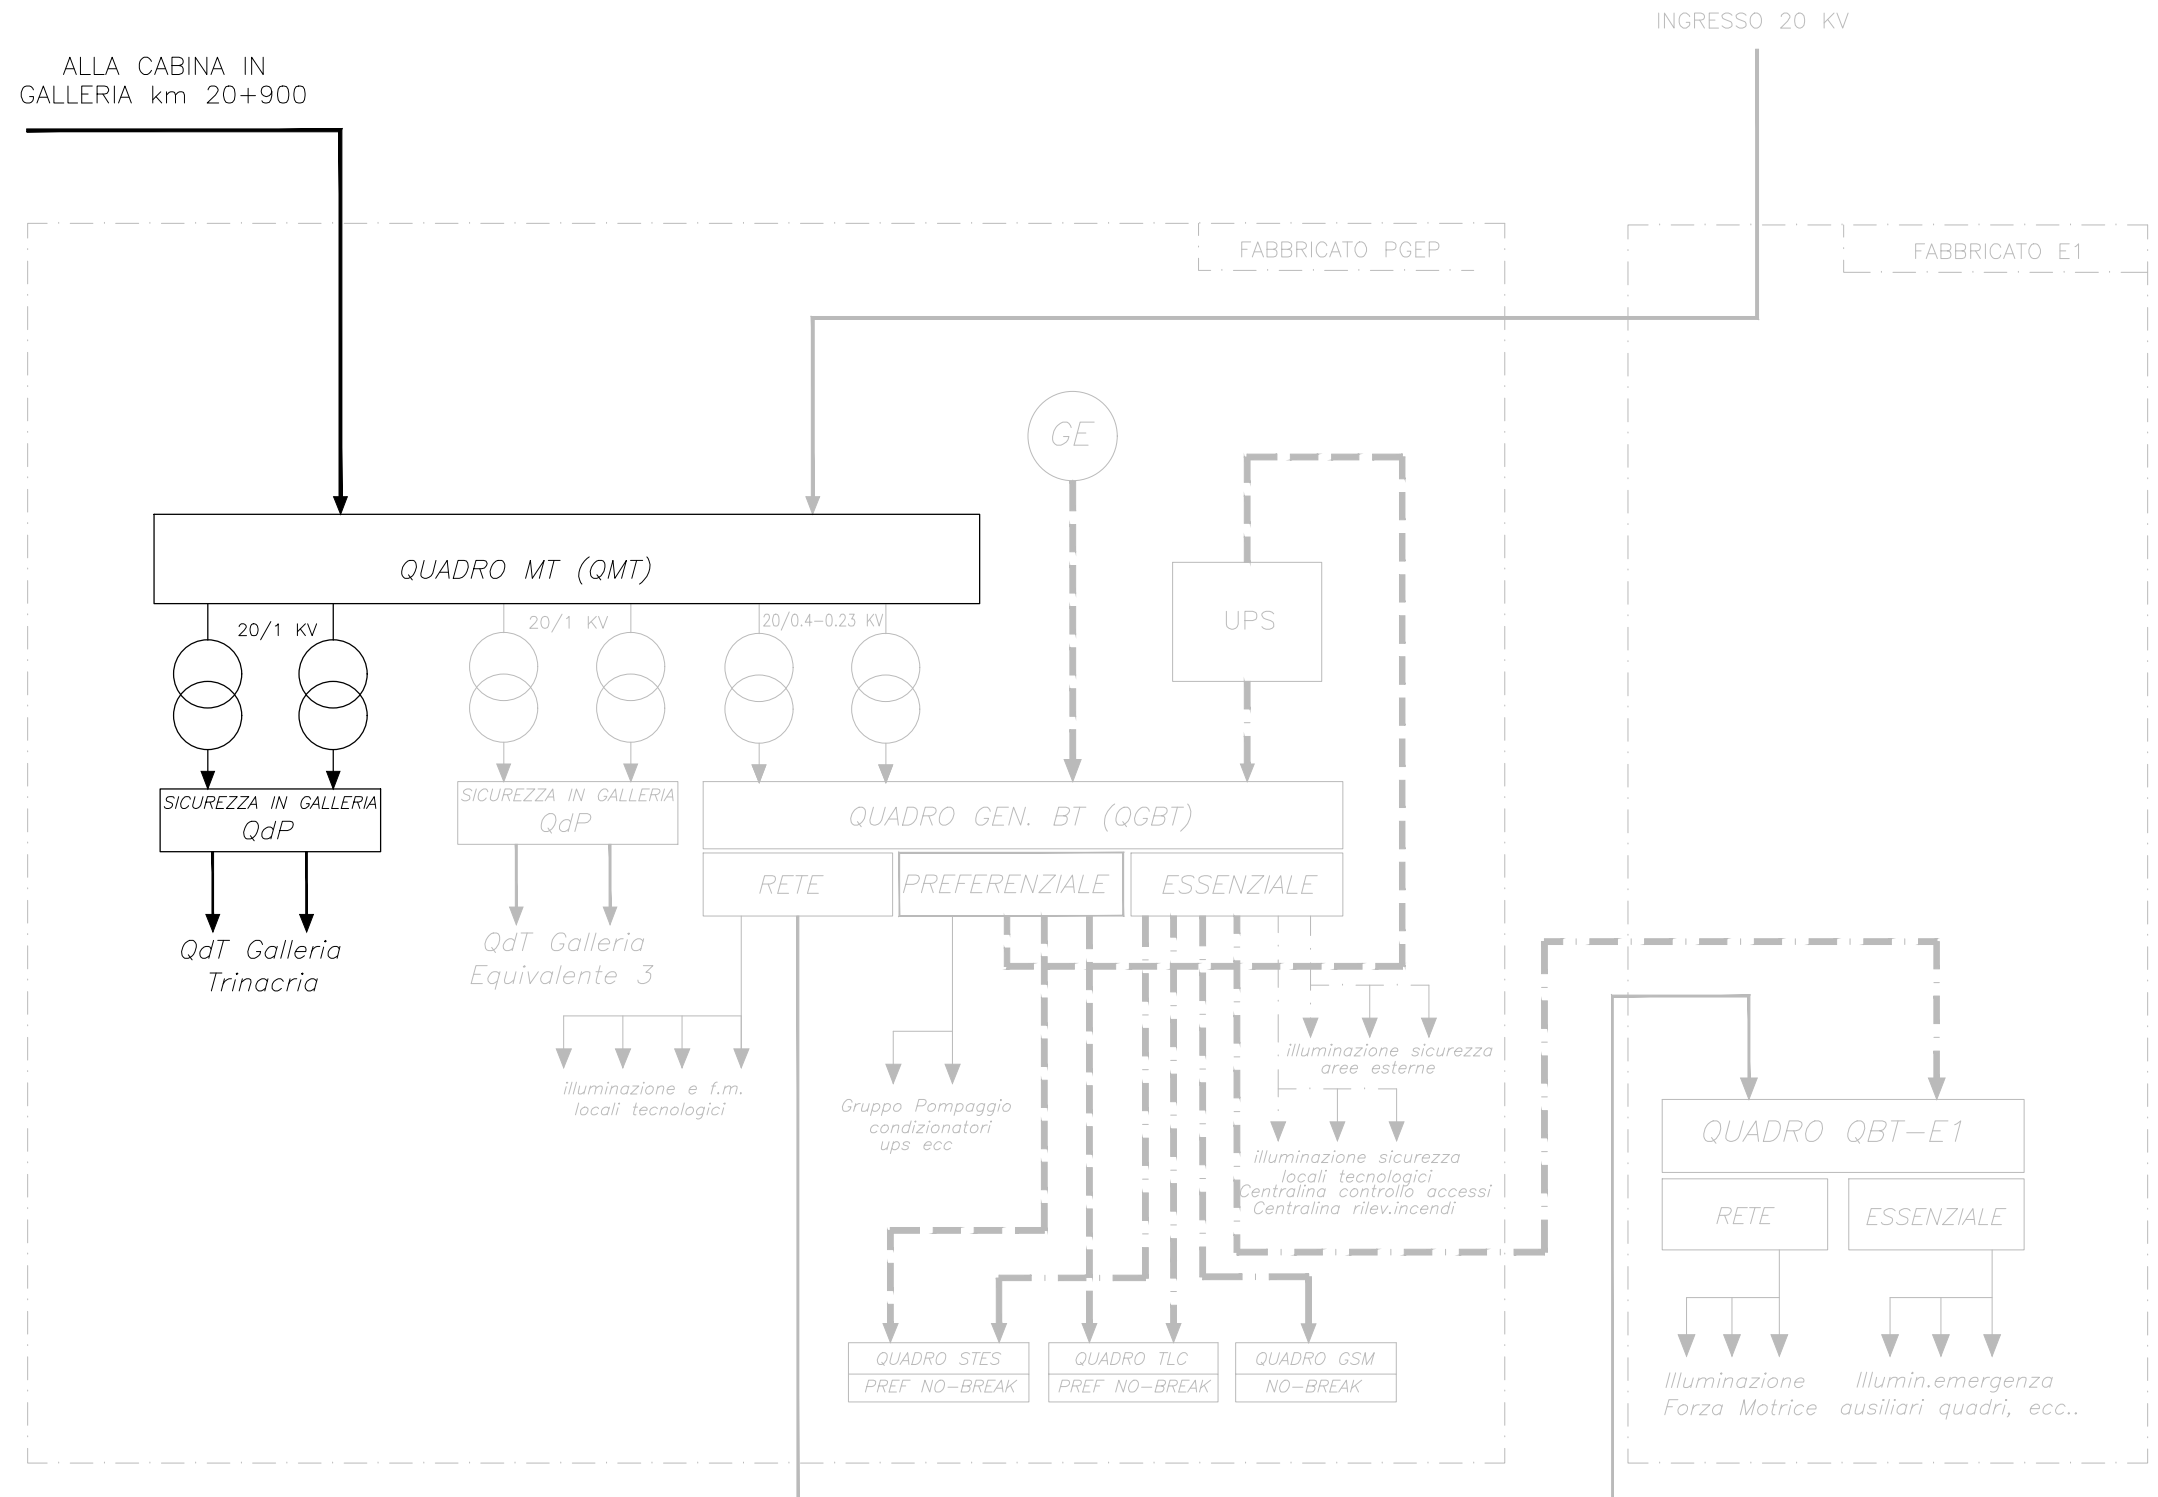 INGRESSO 20 KV
ALLA CABINA IN
GALLERIA km 20+900
FABBRICATO PGEP
FABBRICATO E1
GE
QUADRO MT (QMT)
20/1 KV
20/1 KV
20/0.4-0.23 KV
UPS
SICUREZZA IN GALLERIA
QdP
SICUREZZA IN GALLERIA
QdP
QUADRO GEN. BT (QGBT)
RETE
PREFERENZIALE
ESSENZIALE
QdT Galleria
Trinacria
QdT Galleria
Equivalente 3
illuminazione e f.m.
locali tecnologici
Gruppo Pompaggio
condizionatori
ups ecc
illuminazione sicurezza
aree esterne
illuminazione sicurezza
locali tecnologici
Centralina controllo accessi
Centralina rilev.incendi
QUADRO QBT-E1
RETE
ESSENZIALE
QUADRO STES
PREF NO-BREAK
QUADRO TLC
PREF NO-BREAK
QUADRO GSM
NO-BREAK
Illuminazione
Forza Motrice
Illumin.emergenza
ausiliari quadri, ecc..